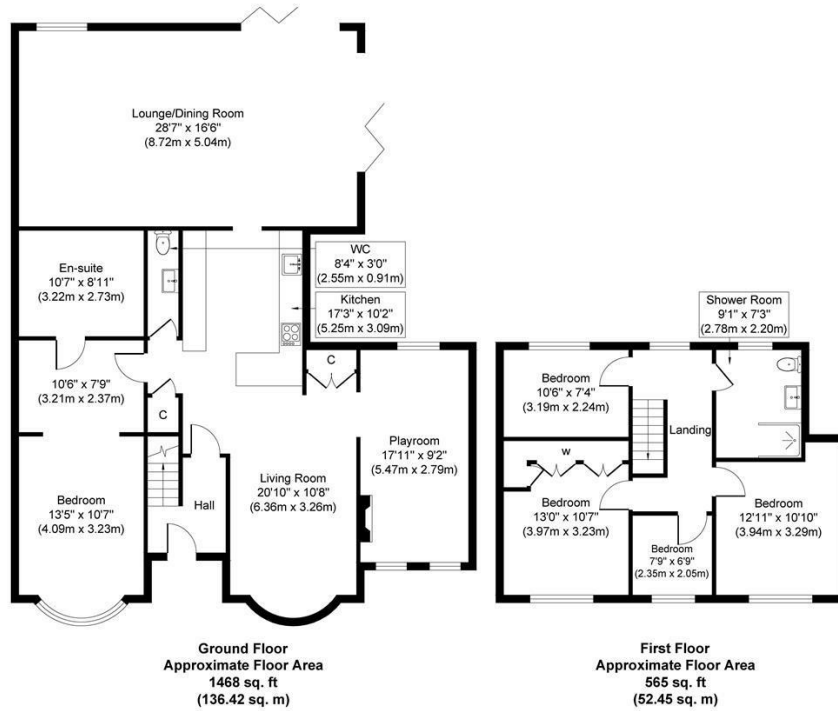 Lounge/Dining Room
28'7" x 16'6"
(8.72m x 5.04m)
En-suite
10'7" x 8'11"
(3.22m x 2.73m)
WC
8'4" x 3'0"
(2.55m x 0.91m)
Kitchen
17'3" x 10'2"
(5.25m x 3.09m)
10'6" x 7'9"
(3.21m x 2.37m)
C
C
Playroom
17'11" x 9'2"
(5.47m x 2.79m)
Bedroom
13'5" x 10'7"
(4.09m x 3.23m)
Hall
Living Room
20'10" x 10'8"
(6.36m x 3.26m)
Ground Floor
Approximate Floor Area
1468 sq. ft
(136.42 sq. m)
Shower Room
9'1" x 7'3"
(2.78m x 2.20m)
Bedroom
10'6" x 7'4"
(3.19m x 2.24m)
Landing
w
Bedroom
13'0" x 10'7"
(3.97m x 3.23m)
Bedroom
7'9" x 6'9"
(2.35m x 2.05m)
Bedroom
12'11" x 10'10"
(3.94m x 3.29m)
First Floor
Approximate Floor Area
565 sq. ft
(52.45 sq. m)